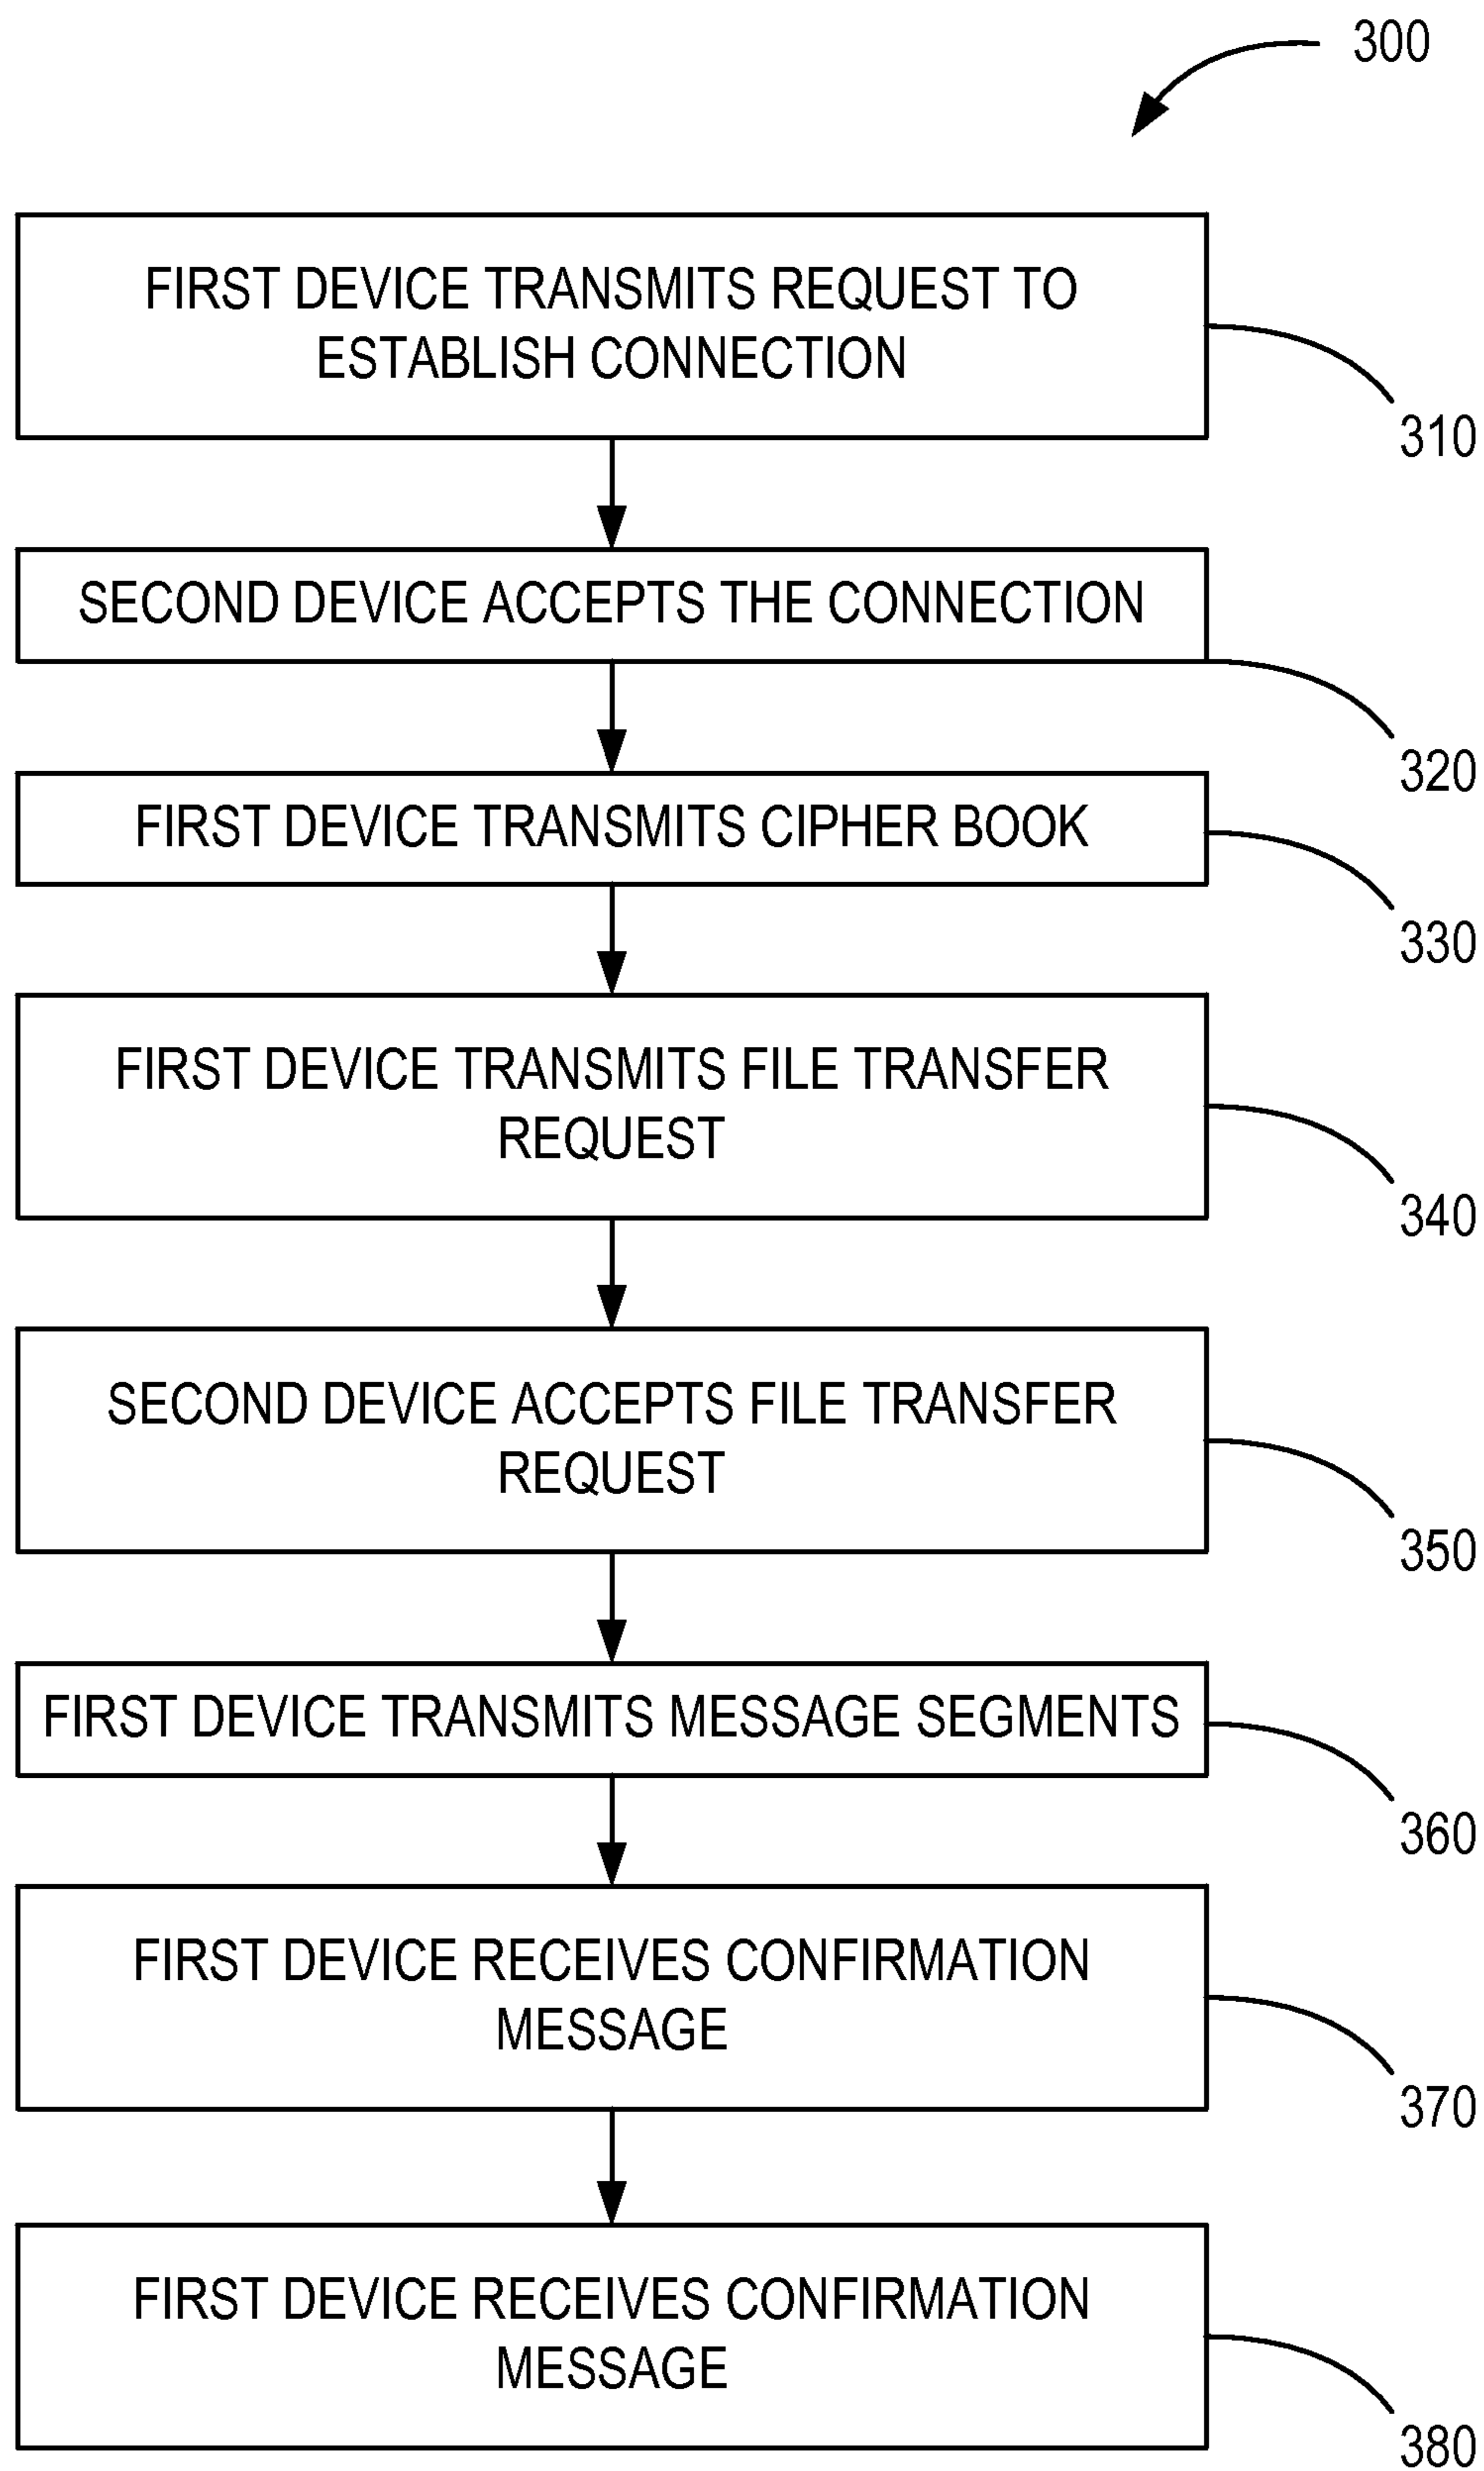 300
FIRST DEVICE TRANSMITS REQUEST TO
ESTABLISH CONNECTION
310
SECOND DEVICE ACCEPTS THE CONNECTION
320
FIRST DEVICE TRANSMITS CIPHER BOOK
330
FIRST DEVICE TRANSMITS FILE TRANSFER
REQUEST
340
SECOND DEVICE ACCEPTS FILE TRANSFER
REQUEST
350
FIRST DEVICE TRANSMITS MESSAGE SEGMENTS
360
FIRST DEVICE RECEIVES CONFIRMATION
MESSAGE
370
FIRST DEVICE RECEIVES CONFIRMATION
MESSAGE
380